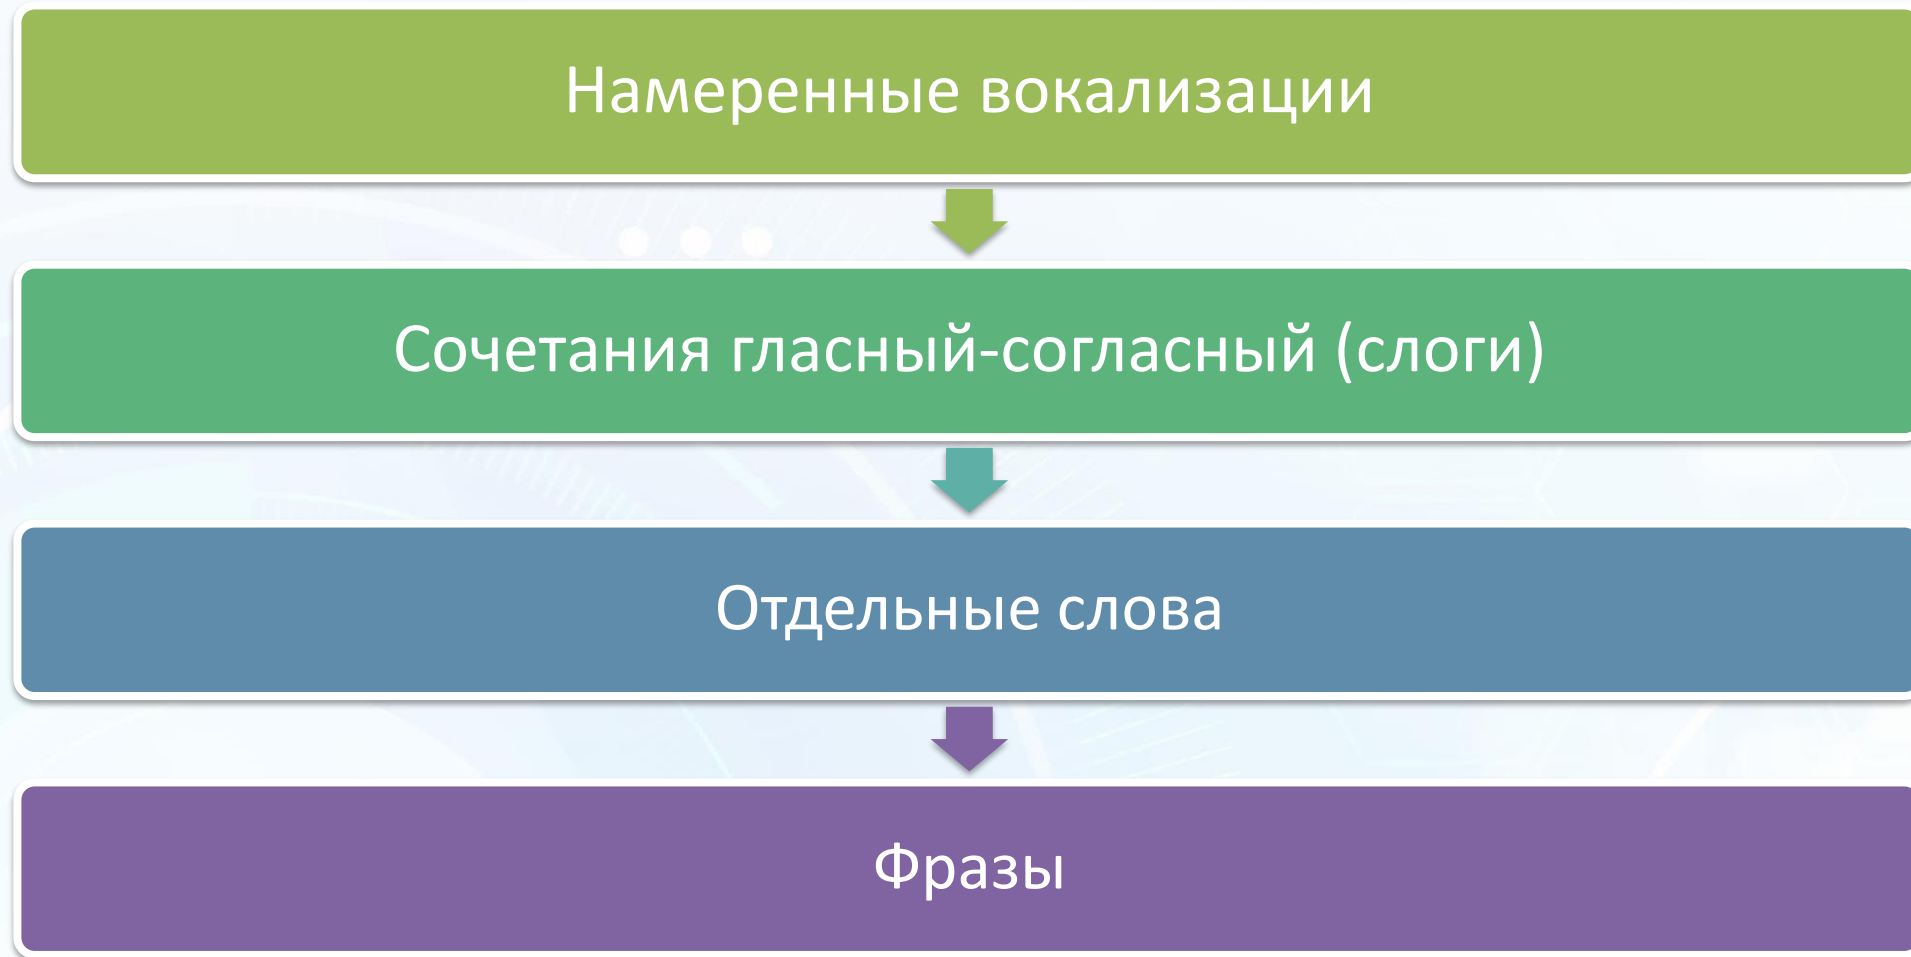 Намеренные вокализации
Сочетания гласный-согласный (слоги)
Отдельные слова
Фразы